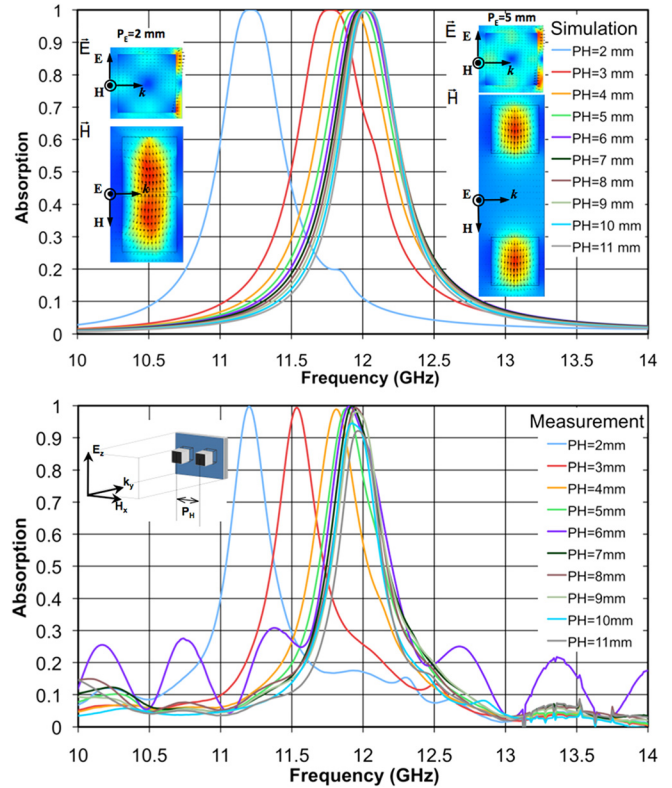 P_E=2 mm
E
E
H
k
H
E
k
H
P_E=5 mm
E
E
H
k
H
E
k
H
Simulation
PH=2 mm
PH=3 mm
PH=4 mm
PH=5 mm
PH=6 mm
PH=7 mm
PH=8 mm
PH=9 mm
PH=10 mm
PH=11 mm
Absorption
1
0.9
0.8
0.7
0.6
0.5
0.4
0.3
0.2
0.1
0
10 10.5 11 11.5 12 12.5 13 13.5 14
Frequency (GHz)
Measurement
PH=2mm
PH=3mm
PH=4mm
PH=5mm
PH=6mm
PH=7mm
PH=8mm
PH=9mm
PH=10mm
PH=11mm
E_z
k_y
H_x
P_H
Absorption
1
0.9
0.8
0.7
0.6
0.5
0.4
0.3
0.2
0.1
0
10 10.5 11 11.5 12 12.5 13 13.5 14
Frequency (GHz)